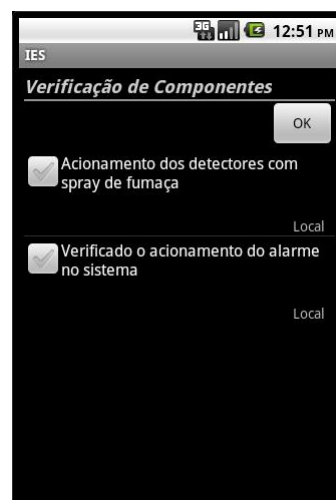 3G 12:51 PM
IES
Verificação de Componentes
OK
Acionamento dos detectores com
spray de fumaça
Local
Verificado o acionamento do alarme
no sistema
Local